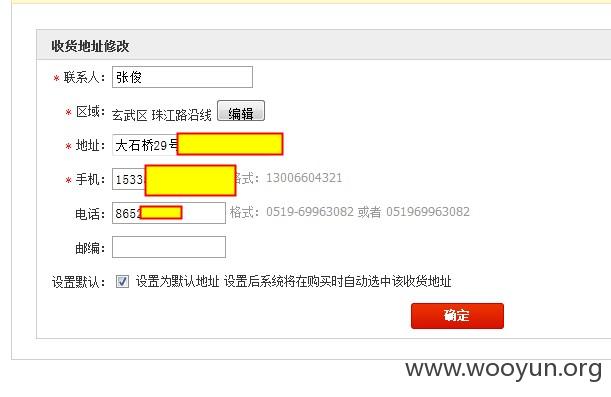 收货地址修改
* 联系人： 张俊
* 区域： 玄武区 珠江路沿线 编辑
* 地址： 大石桥29号
* 手机： 1533 格式：13006604321
电话： 8652 格式：0519-69963082 或者 051969963082
邮编：
设置默认： 设置为默认地址 设置后系统将在购买时自动选中该收货地址
确定
www.wooyun.org